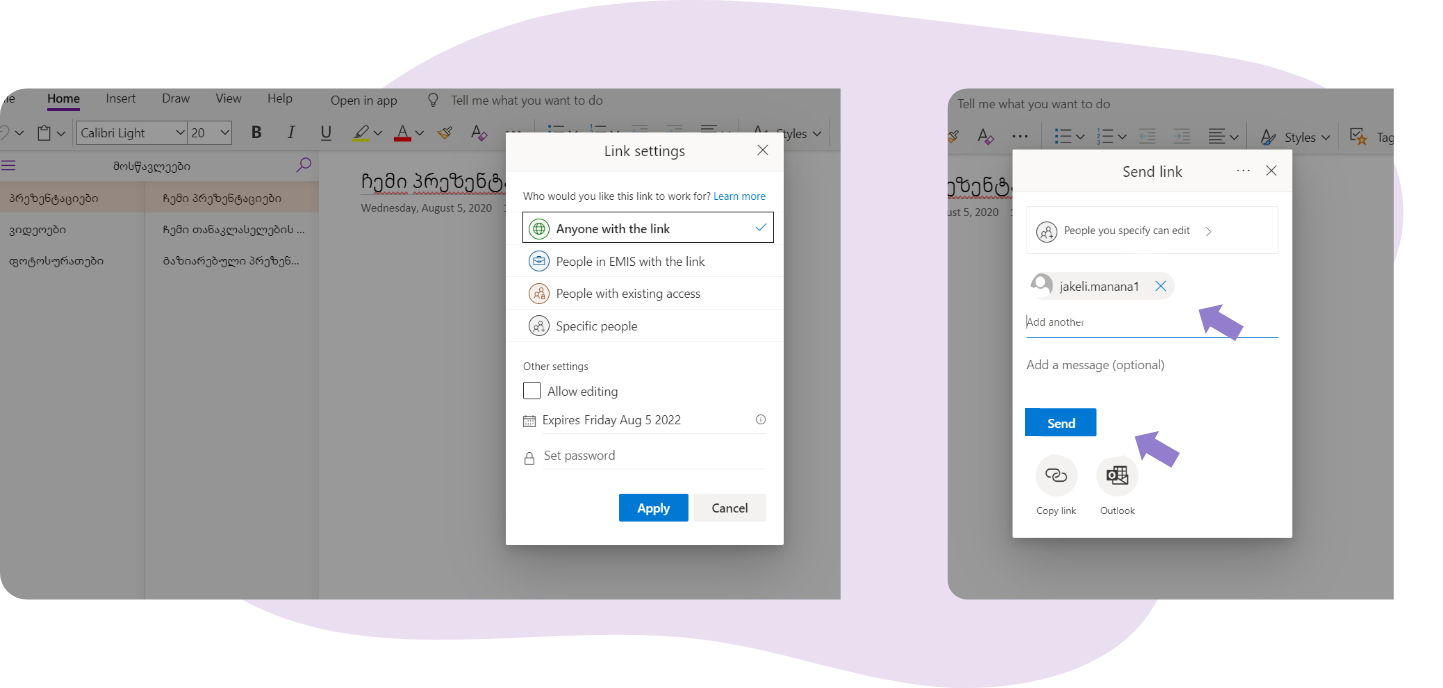 Home Insert Draw View Help Open in app Tell me what you want to do
Calibri Light 20 B I U A A Styles
მოსწავლეები
პრეზენტაციები
ვიდეოები
ფოტოსურათები
ჩემი პრეზენტაციები
ჩემი თანაკლასელების ...
გაზიარებული პრეზენ...
ჩემი პრეზენტ
Wednesday, August 5, 2020
Link settings
Who would you like this link to work for? Learn more
Anyone with the link
People in EMIS with the link
People with existing access
Specific people
Other settings
Allow editing
Expires Friday Aug 5 2022
Set password
Apply Cancel
Tell me what you want to do
A Styles Tag
ეზენტ
ust 5, 2020
Send link
People you specify can edit
jakeli.manana1
Add another
Add a message (optional)
Send
Copy link Outlook